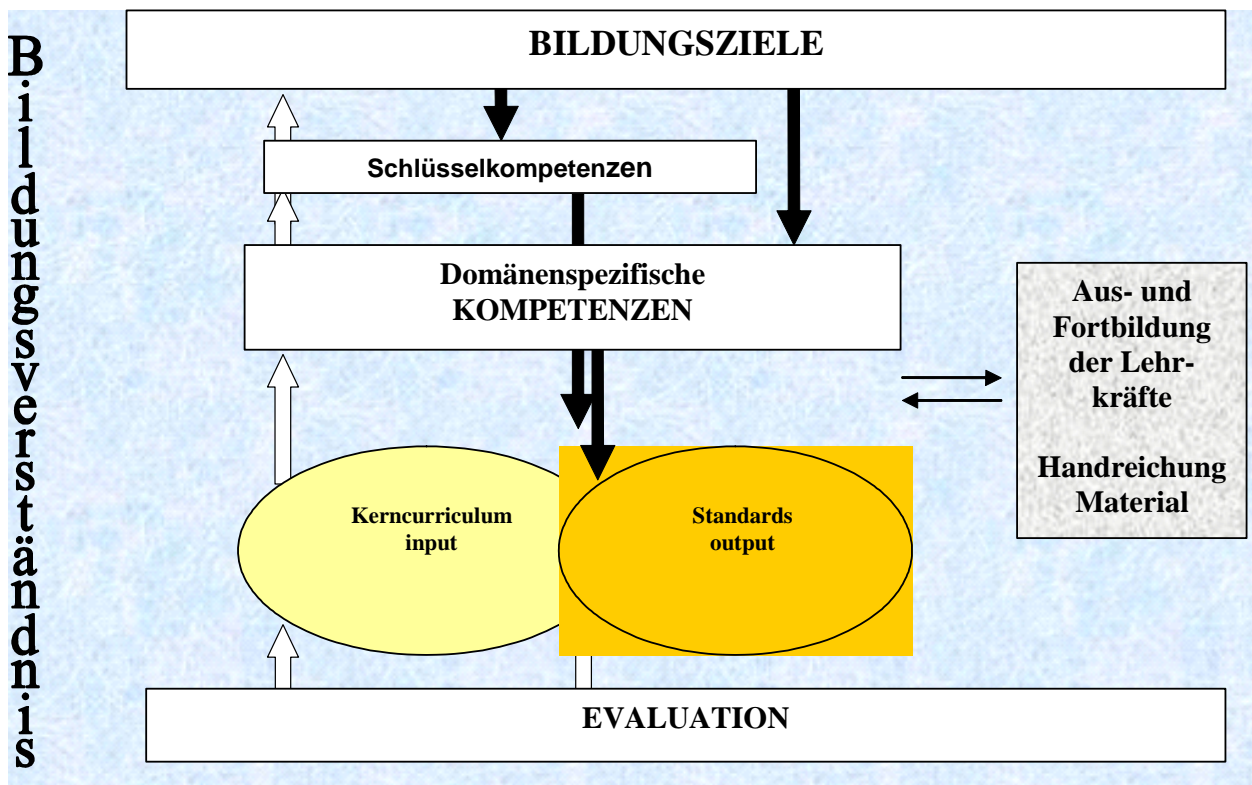 Bildungsverständnis
BILDUNGSZIELE
Schlüsselkompetenzen
Domänenspezifische
KOMPETENZEN
Aus- und
Fortbildung
der Lehr-
kräfte
Handreichung
Material
Kerncurriculum
input
Standards
output
EVALUATION